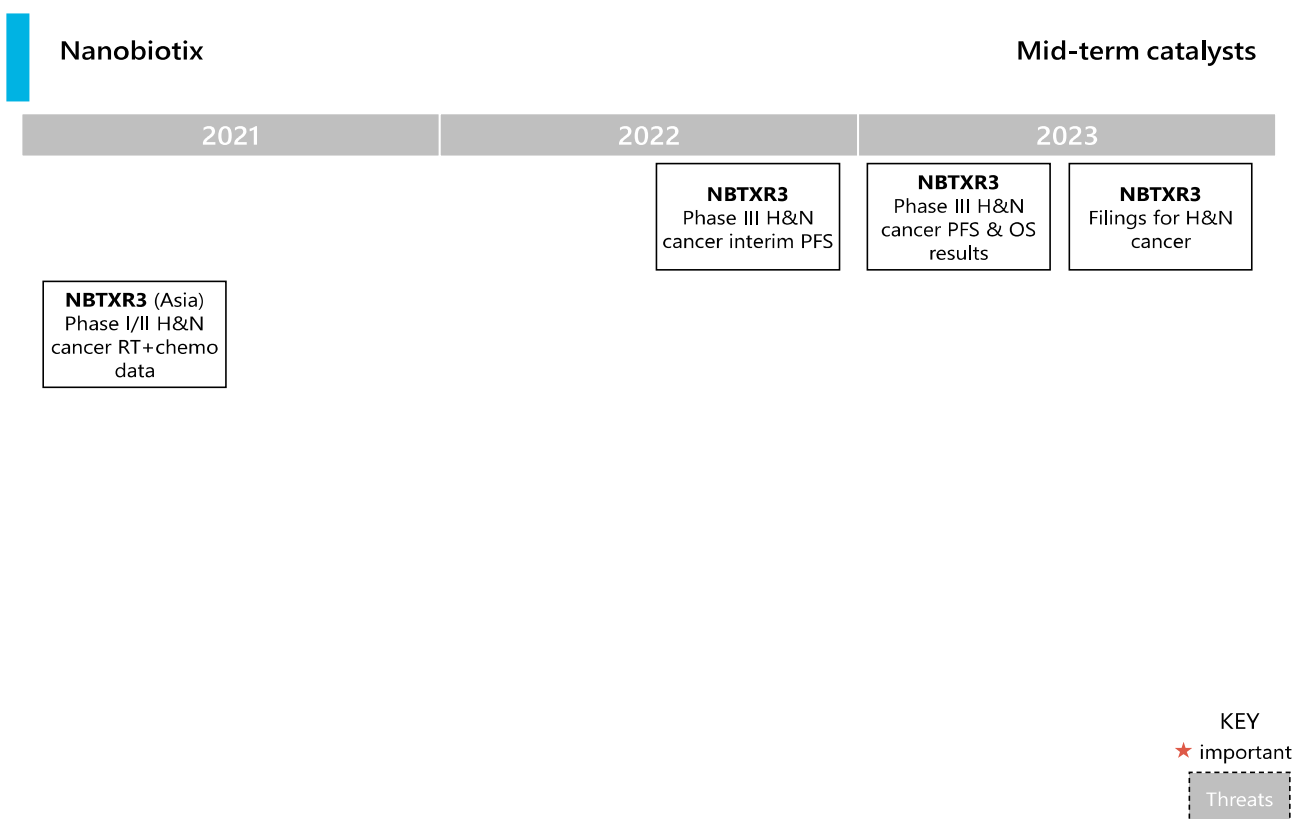 Nanobiotix
Mid-term catalysts
2021
2022
2023
NBTXR3
Phase III H&N
cancer interim PFS
NBTXR3
Phase III H&N
cancer PFS & OS
results
NBTXR3
Filings for H&N
cancer
NBTXR3 (Asia)
Phase I/II H&N
cancer RT+chemo
data
KEY
★ important
Threats